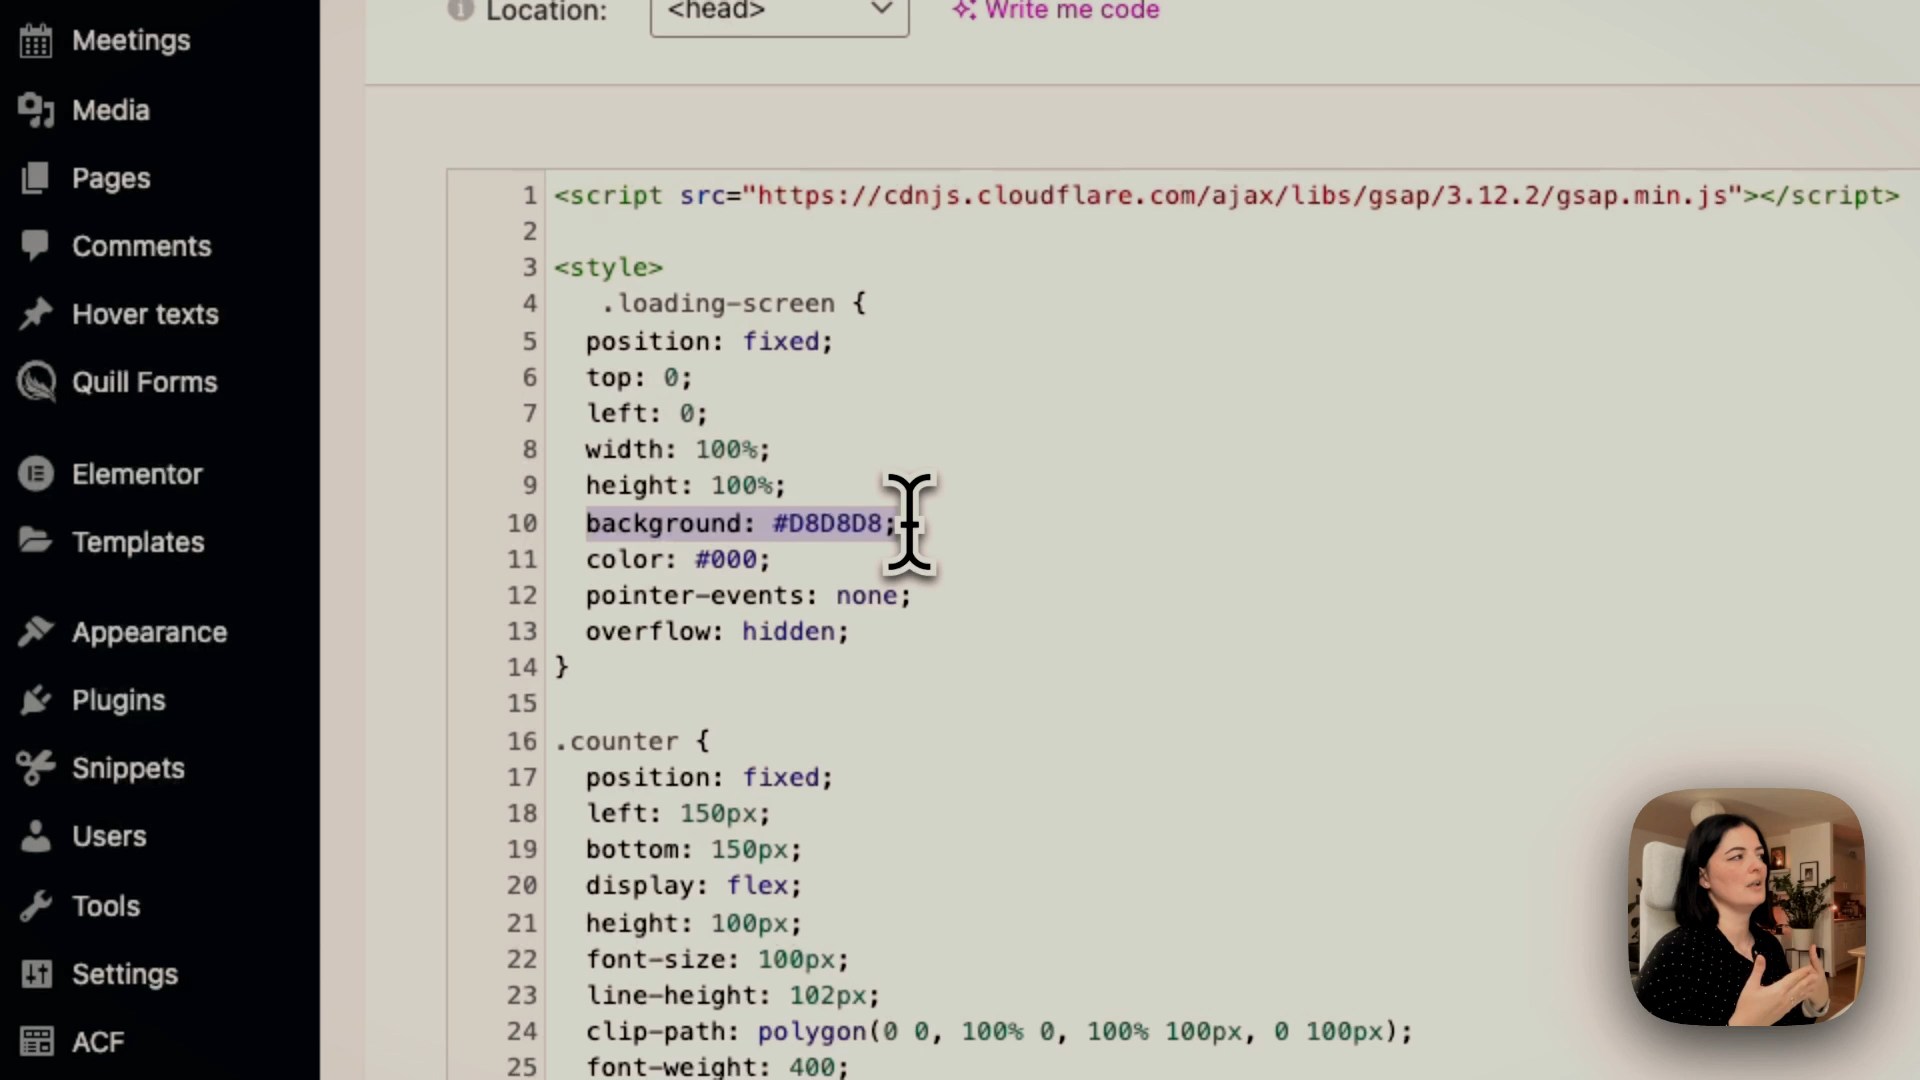 Meetings
Media
Pages
Comments
Hover texts
Quill Forms
Elementor
Templates
Appearance
Plugins
Snippets
Users
Tools
Settings
ACF
Location:
<head>
Write me code
1 <script src="https://cdnjs.cloudflare.com/ajax/libs/gsap/3.12.2/gsap.min.js"></script>
2
3 <style>
4 .loading-screen {
5 position: fixed;
6 top: 0;
7 left: 0;
8 width: 100%;
9 height: 100%;
10 background: #D8D8D8;
11 color: #000;
12 pointer-events: none;
13 overflow: hidden;
14 }
15
16 .counter {
17 position: fixed;
18 left: 150px;
19 bottom: 150px;
20 display: flex;
21 height: 100px;
22 font-size: 100px;
23 line-height: 102px;
24 clip-path: polygon(0 0, 100% 0, 100% 100px, 0 100px);
25 font-weight: 400;